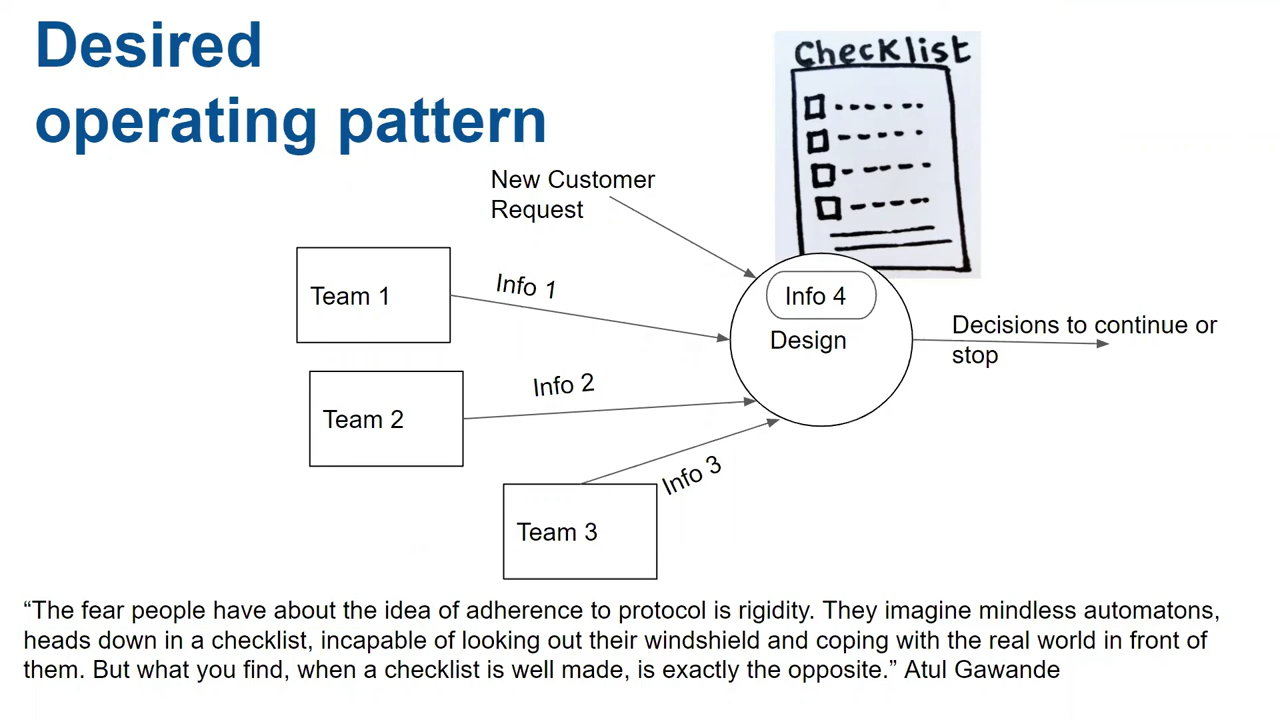 Desired
operating pattern
Checklist
New Customer
Request
Team 1
Info 1
Info 4
Design
Decisions to continue or
stop
Team 2
Info 2
Info 3
Team 3
“The fear people have about the idea of adherence to protocol is rigidity. They imagine mindless automatons,
heads down in a checklist, incapable of looking out their windshield and coping with the real world in front of
them. But what you find, when a checklist is well made, is exactly the opposite.” Atul Gawande